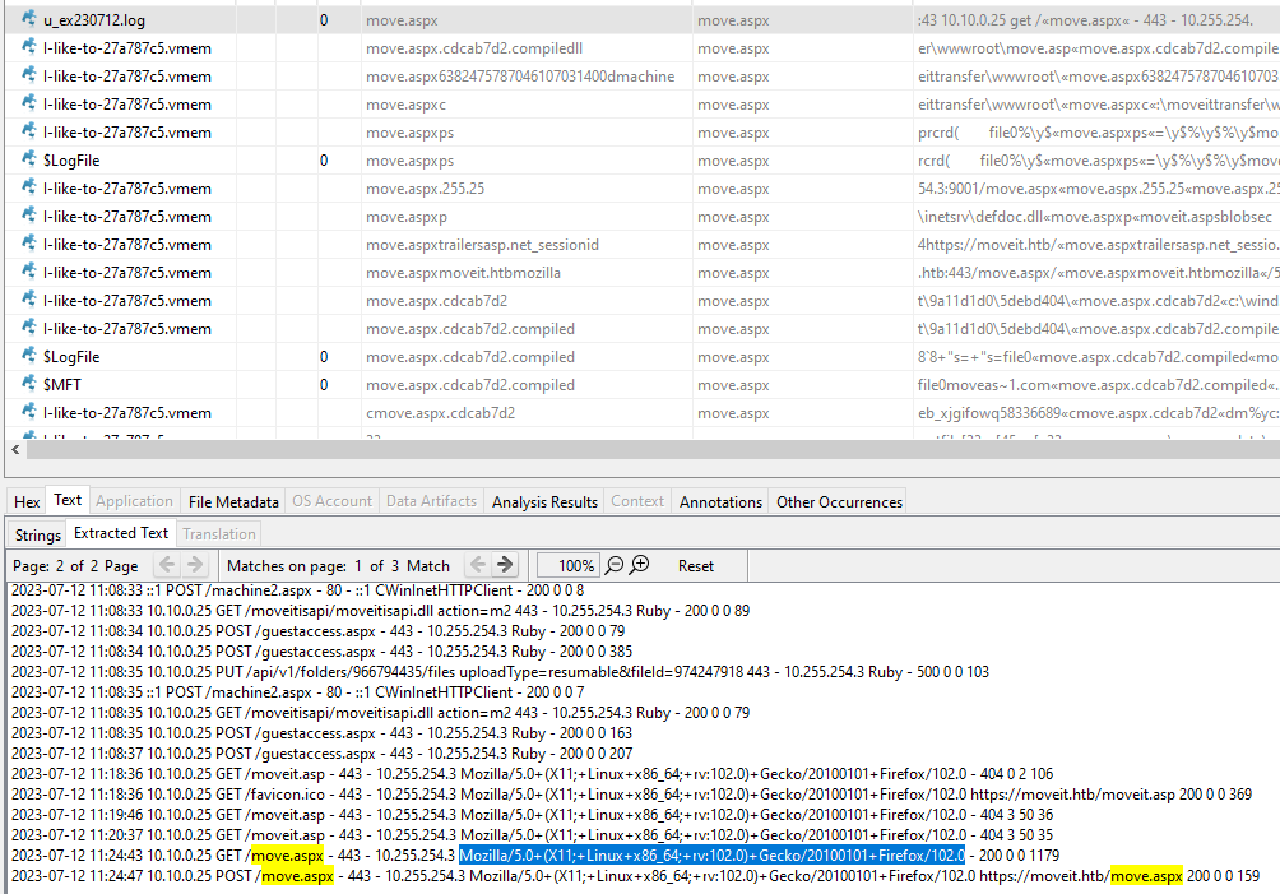 u_ex230712.log 0 move.aspx move.aspx :43 10.10.0.25 get /«move.aspx« - 443 - 10.255.254.
I-like-to-27a787c5.vmem move.aspx.cdcab7d2.compiledll move.aspx er\wwwroot\move.asp«move.aspx.cdcab7d2.compile
I-like-to-27a787c5.vmem move.aspx6382475787046107031400dmachine move.aspx eittransfer\wwwroot\«move.aspx638247578704610703
I-like-to-27a787c5.vmem move.aspxc move.aspx eittransfer\wwwroot\«move.aspxc«:\moveittransfer\w
I-like-to-27a787c5.vmem move.aspxps move.aspx prcrd( file0%\y$«move.aspxps«=\y$%\y$%\y$mo
$LogFile 0 move.aspxps move.aspx rcrd( file0%\y$«move.aspxps«=\y$%\y$%\y$move
I-like-to-27a787c5.vmem move.aspx.255.25 move.aspx 54.3:9001/move.aspx«move.aspx.255.25«move.aspx.25
I-like-to-27a787c5.vmem move.aspxp move.aspx \inetsrv\defdoc.dll«move.aspxp«moveit.aspsblobsec
I-like-to-27a787c5.vmem move.aspxtrailersasp.net_sessionid move.aspx 4https://moveit.htb/«move.aspxtrailersasp.net_sessio.
I-like-to-27a787c5.vmem move.aspxmoveit.htbmozilla move.aspx .htb:443/move.aspx/«move.aspxmoveit.htbmozilla«/5
I-like-to-27a787c5.vmem move.aspx.cdcab7d2 move.aspx t\9a11d1d0\5debd404\«move.aspx.cdcab7d2«c:\wind
I-like-to-27a787c5.vmem move.aspx.cdcab7d2.compiled move.aspx t\9a11d1d0\5debd404\«move.aspx.cdcab7d2.compile
$LogFile 0 move.aspx.cdcab7d2.compiled move.aspx 8`8+"s=+"s=file0«move.aspx.cdcab7d2.compiled«mo
$MFT 0 move.aspx.cdcab7d2.compiled move.aspx file0moveas~1.com«move.aspx.cdcab7d2.compiled«.
I-like-to-27a787c5.vmem cmove.aspx.cdcab7d2 move.aspx eb_xjgifowq58336689«cmove.aspx.cdcab7d2«dm%yc:
Hex Text Application File Metadata OS Account Data Artifacts Analysis Results Context Annotations Other Occurrences
Strings Extracted Text Translation
Page: 2 of 2 Page Matches on page: 1 of 3 Match 100% Reset
2023-07-12 11:08:33 ::1 POST /machine2.aspx - 80 - ::1 CWinInetHTTPClient - 200 0 0 8
2023-07-12 11:08:33 10.10.0.25 GET /moveitisapi/moveitisapi.dll action=m2 443 - 10.255.254.3 Ruby - 200 0 0 89
2023-07-12 11:08:34 10.10.0.25 POST /guestaccess.aspx - 443 - 10.255.254.3 Ruby - 200 0 0 79
2023-07-12 11:08:34 10.10.0.25 POST /guestaccess.aspx - 443 - 10.255.254.3 Ruby - 200 0 0 385
2023-07-12 11:08:35 10.10.0.25 PUT /api/v1/folders/966794435/files uploadType=resumable&fileId=974247918 443 - 10.255.254.3 Ruby - 500 0 0 103
2023-07-12 11:08:35 ::1 POST /machine2.aspx - 80 - ::1 CWinInetHTTPClient - 200 0 0 7
2023-07-12 11:08:35 10.10.0.25 GET /moveitisapi/moveitisapi.dll action=m2 443 - 10.255.254.3 Ruby - 200 0 0 79
2023-07-12 11:08:35 10.10.0.25 POST /guestaccess.aspx - 443 - 10.255.254.3 Ruby - 200 0 0 163
2023-07-12 11:08:37 10.10.0.25 POST /guestaccess.aspx - 443 - 10.255.254.3 Ruby - 200 0 0 207
2023-07-12 11:18:36 10.10.0.25 GET /moveit.asp - 443 - 10.255.254.3 Mozilla/5.0+(X11;+Linux+x86_64;+rv:102.0)+Gecko/20100101+Firefox/102.0 - 404 0 2 106
2023-07-12 11:18:36 10.10.0.25 GET /favicon.ico - 443 - 10.255.254.3 Mozilla/5.0+(X11;+Linux+x86_64;+rv:102.0)+Gecko/20100101+Firefox/102.0 https://moveit.htb/moveit.asp 200 0 0 369
2023-07-12 11:19:46 10.10.0.25 GET /moveit.asp - 443 - 10.255.254.3 Mozilla/5.0+(X11;+Linux+x86_64;+rv:102.0)+Gecko/20100101+Firefox/102.0 - 404 3 50 36
2023-07-12 11:20:37 10.10.0.25 GET /moveit.asp - 443 - 10.255.254.3 Mozilla/5.0+(X11;+Linux+x86_64;+rv:102.0)+Gecko/20100101+Firefox/102.0 - 404 3 50 35
2023-07-12 11:24:43 10.10.0.25 GET /move.aspx - 443 - 10.255.254.3 Mozilla/5.0+(X11;+Linux+x86_64;+rv:102.0)+Gecko/20100101+Firefox/102.0 - 200 0 0 1179
2023-07-12 11:24:47 10.10.0.25 POST /move.aspx - 443 - 10.255.254.3 Mozilla/5.0+(X11;+Linux+x86_64;+rv:102.0)+Gecko/20100101+Firefox/102.0 https://moveit.htb/move.aspx 200 0 0 159